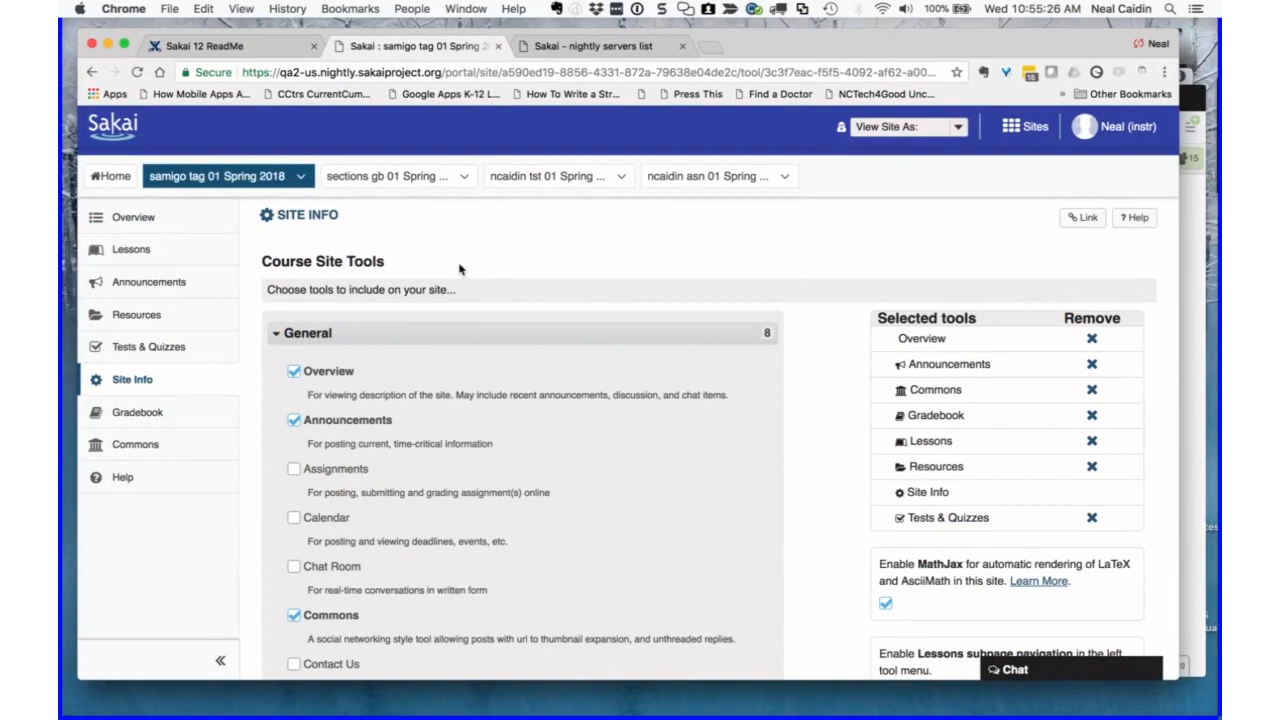 Chrome File Edit View History Bookmarks People Window Help 100% Wed 10:55:26 AM Neal Caidin
Sakai 12 ReadMe
Sakai : samigo tag 01 Spring 2
Sakai - nightly servers list
Neal
Secure https://qa2-us.nightly.sakaiproject.org/portal/site/a590ed19-8856-4331-872a-79638e04de2c/tool/3c3f7eac-f5f5-4092-af62-a00...
Apps How Mobile Apps A... CCtrs CurrentCum... Google Apps K-12 L... How To Write a Str... Press This Find a Doctor NCTech4Good Unc... » Other Bookmarks
Sakai
View Site As:
Sites
Neal (instr)
15
Home
samigo tag 01 Spring 2018
sections gb 01 Spring ...
ncaidin tst 01 Spring ...
ncaidin asn 01 Spring ...
Overview
Lessons
Announcements
Resources
Tests & Quizzes
Site Info
Gradebook
Commons
Help
SITE INFO
Link
? Help
Course Site Tools
Choose tools to include on your site...
General 8
Overview
For viewing description of the site. May include recent announcements, discussion, and chat items.
Announcements
For posting current, time-critical information
Assignments
For posting, submitting and grading assignment(s) online
Calendar
For posting and viewing deadlines, events, etc.
Chat Room
For real-time conversations in written form
Commons
A social networking style tool allowing posts with url to thumbnail expansion, and unthreaded replies.
Contact Us
Selected tools Remove
Overview
Announcements
Commons
Gradebook
Lessons
Resources
Site Info
Tests & Quizzes
Enable MathJax for automatic rendering of LaTeX
and AsciiMath in this site. Learn More.
Enable Lessons subpage navigation in the left
tool menu.
Chat